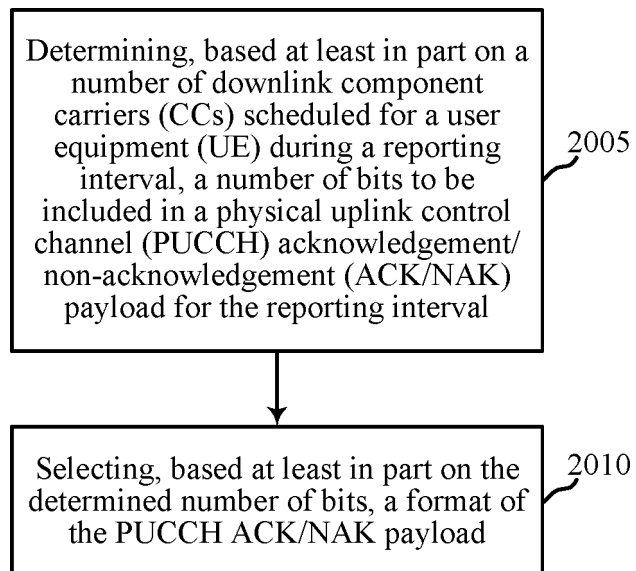 Determining, based at least in part on a
number of downlink component
carriers (CCs) scheduled for a user
equipment (UE) during a reporting
interval, a number of bits to be
included in a physical uplink control
channel (PUCCH) acknowledgement/
non-acknowledgement (ACK/NAK)
payload for the reporting interval
2005
Selecting, based at least in part on the
determined number of bits, a format of
the PUCCH ACK/NAK payload
2010